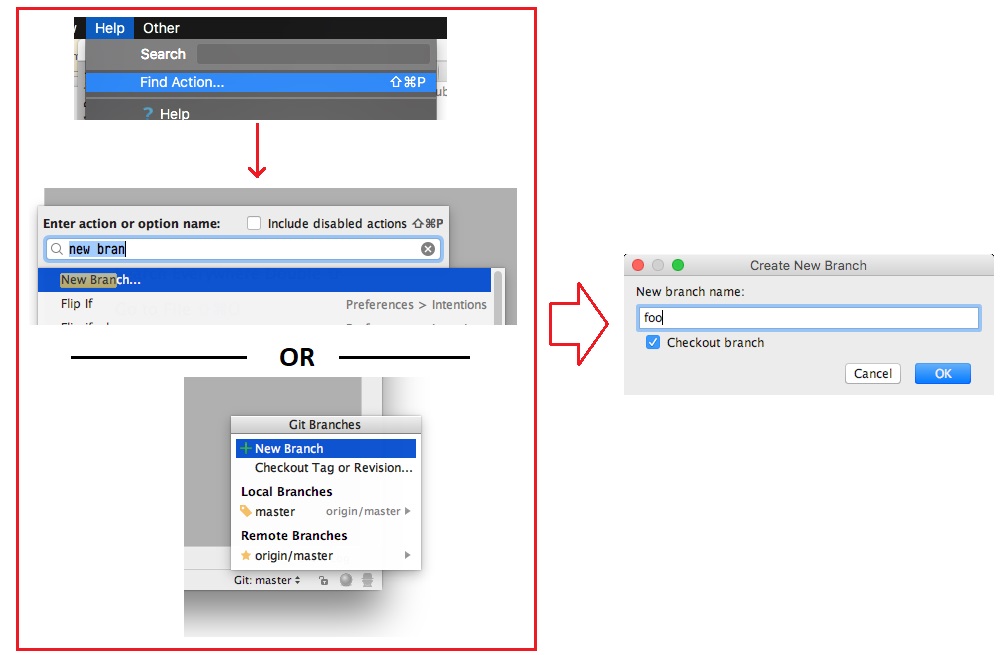 Help Other
Search
Find Action... ⇧⌘P
? Help
Enter action or option name: Include disabled actions ⇧⌘P
new bran
New Branch...
Flip If Preferences > Intentions
OR
Git Branches
+ New Branch
Checkout Tag or Revision...
Local Branches
master origin/master
Remote Branches
origin/master
Git: master
Create New Branch
New branch name:
foo
Checkout branch
Cancel OK